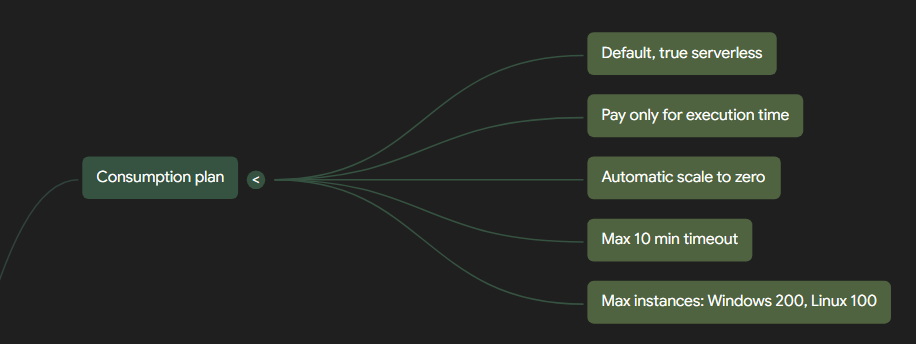 Default, true serverless
Pay only for execution time
Consumption plan
<
Automatic scale to zero
Max 10 min timeout
Max instances: Windows 200, Linux 100